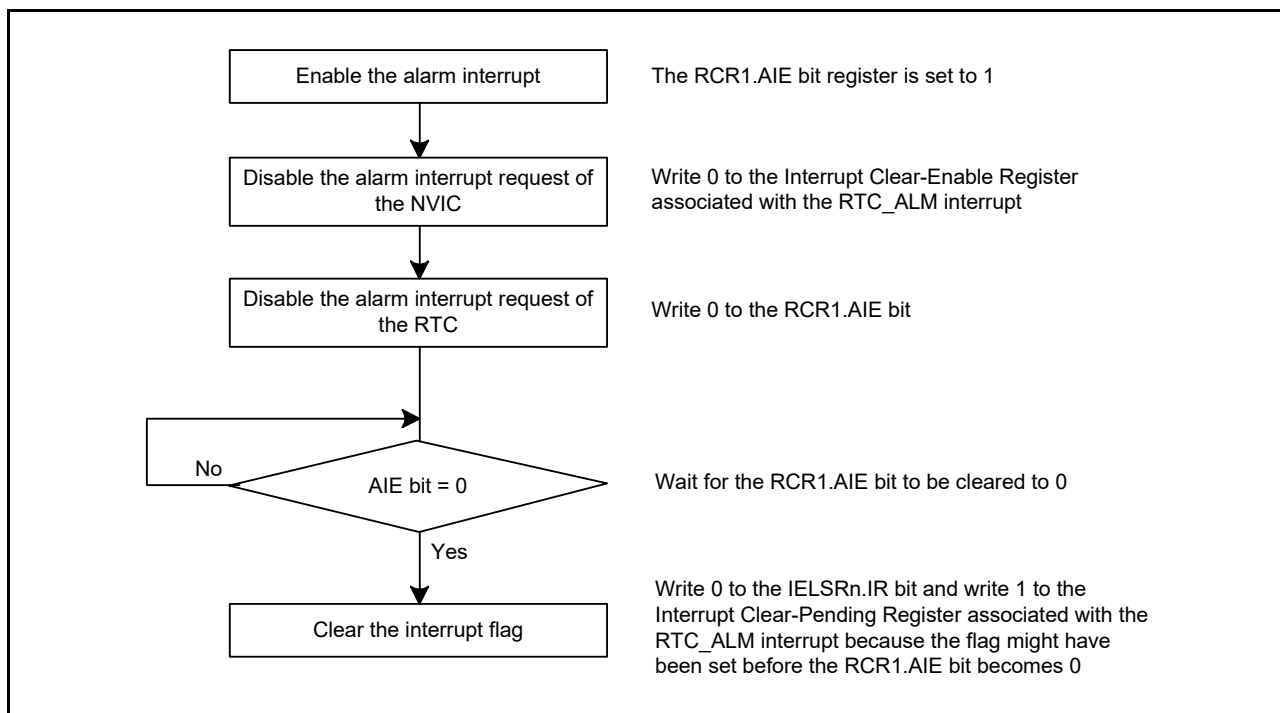 Enable the alarm interrupt
The RCR1.AIE bit register is set to 1
Disable the alarm interrupt request of
the NVIC
Write 0 to the Interrupt Clear-Enable Register
associated with the RTC_ALM interrupt
Disable the alarm interrupt request of
the RTC
Write 0 to the RCR1.AIE bit
No
AIE bit = 0
Wait for the RCR1.AIE bit to be cleared to 0
Yes
Clear the interrupt flag
Write 0 to the IELSRn.IR bit and write 1 to the
Interrupt Clear-Pending Register associated with the
RTC_ALM interrupt because the flag might have
been set before the RCR1.AIE bit becomes 0